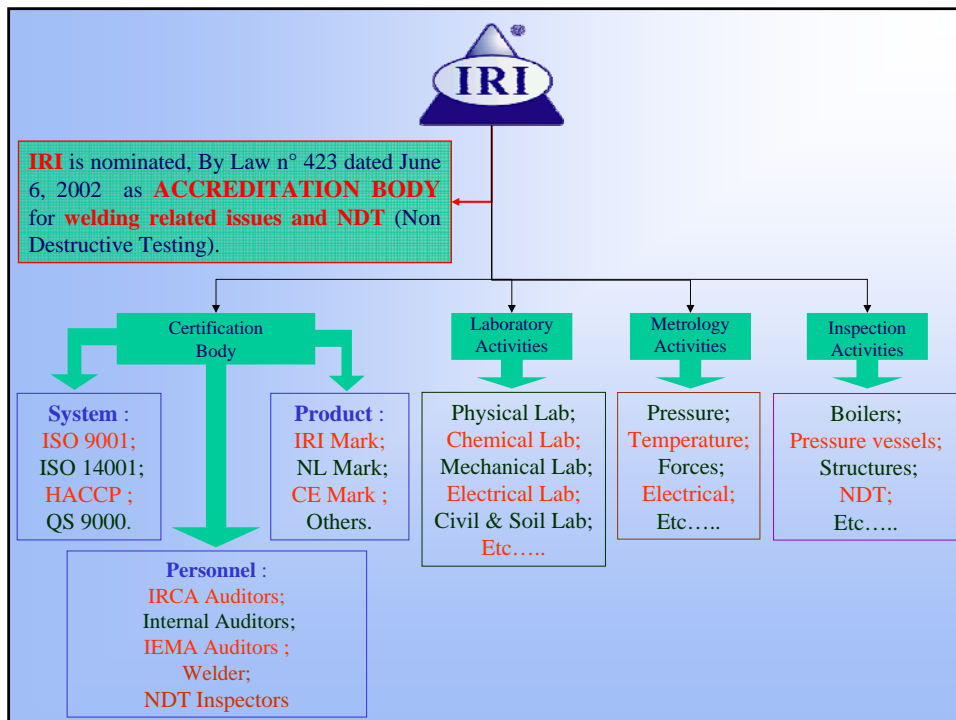 IRI
IRI is nominated, By Law n° 423 dated June
6, 2002 as ACCREDITATION BODY
for welding related issues and NDT (Non
Destructive Testing).
Certification
Body
Laboratory
Activities
Metrology
Activities
Inspection
Activities
System :
ISO 9001;
ISO 14001;
HACCP ;
QS 9000.
Product :
IRI Mark;
NL Mark;
CE Mark ;
Others.
Physical Lab;
Chemical Lab;
Mechanical Lab;
Electrical Lab;
Civil & Soil Lab;
Etc…..
Pressure;
Temperature;
Forces;
Electrical;
Etc…..
Boilers;
Pressure vessels;
Structures;
NDT;
Etc…..
Personnel :
IRCA Auditors;
Internal Auditors;
IEMA Auditors ;
Welder;
NDT Inspectors